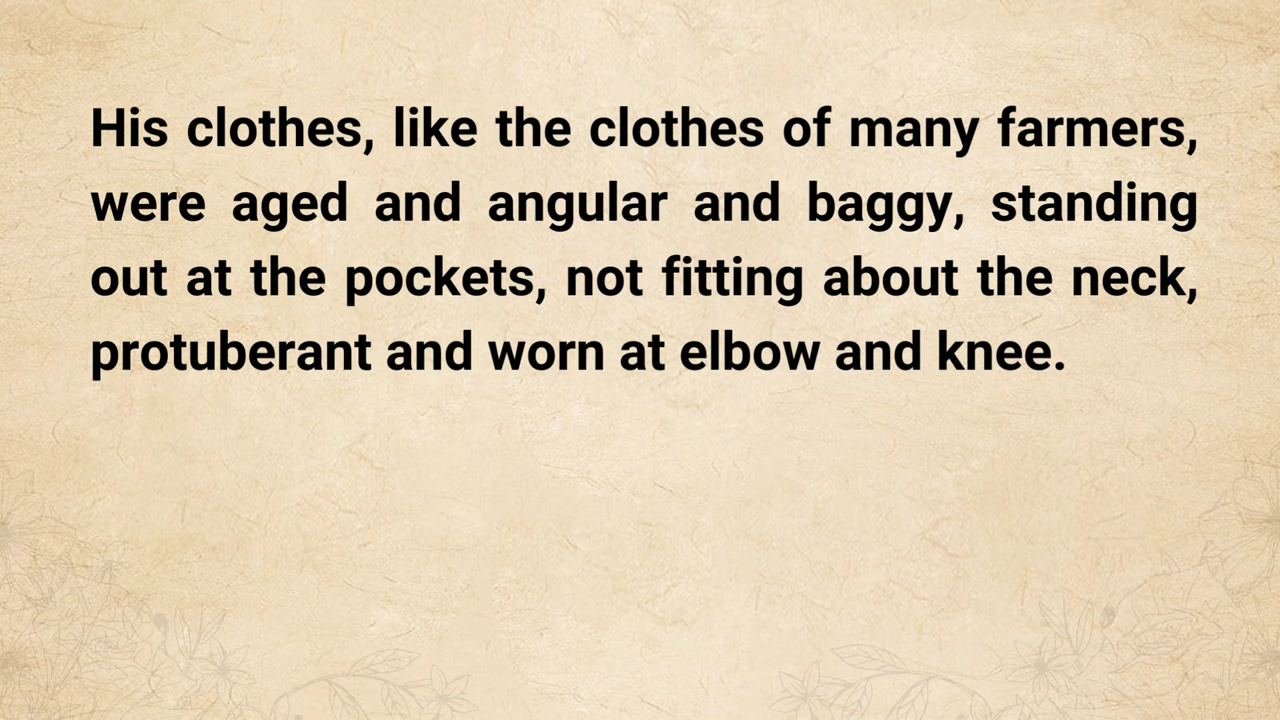 His clothes, like the clothes of many farmers,
were aged and angular and baggy, standing
out at the pockets, not fitting about the neck,
protuberant and worn at elbow and knee.